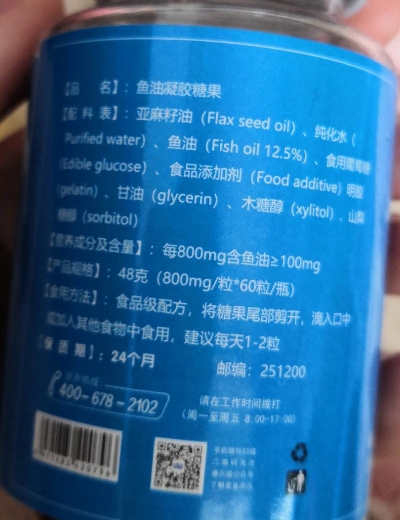 【品 名】：鱼油凝胶糖果
【配 料 表】：亚麻籽油（Flax seed oil）、纯化水（
Purified water）、鱼油（Fish oil 12.5%）、食用葡萄糖
(Edible glucose）、食品添加剂（Food additive）明胶
（gelatin）、甘油（glycerin）、木糖醇（xylitol）、山梨
糖醇（sorbitol）
【营养成分及含量】：每800mg含鱼油≥100mg
【产品规格】：48克（800mg/粒*60粒/瓶）
【食用方法】：食品级配方，将糖果尾部剪开，滴入口中
或加入其他食物中食用，建议每天1-2粒
【保 质 期】：24个月
邮编：251200
400-678-2102
请在工作时间拨打
（周一至周五 8:00-17:00）